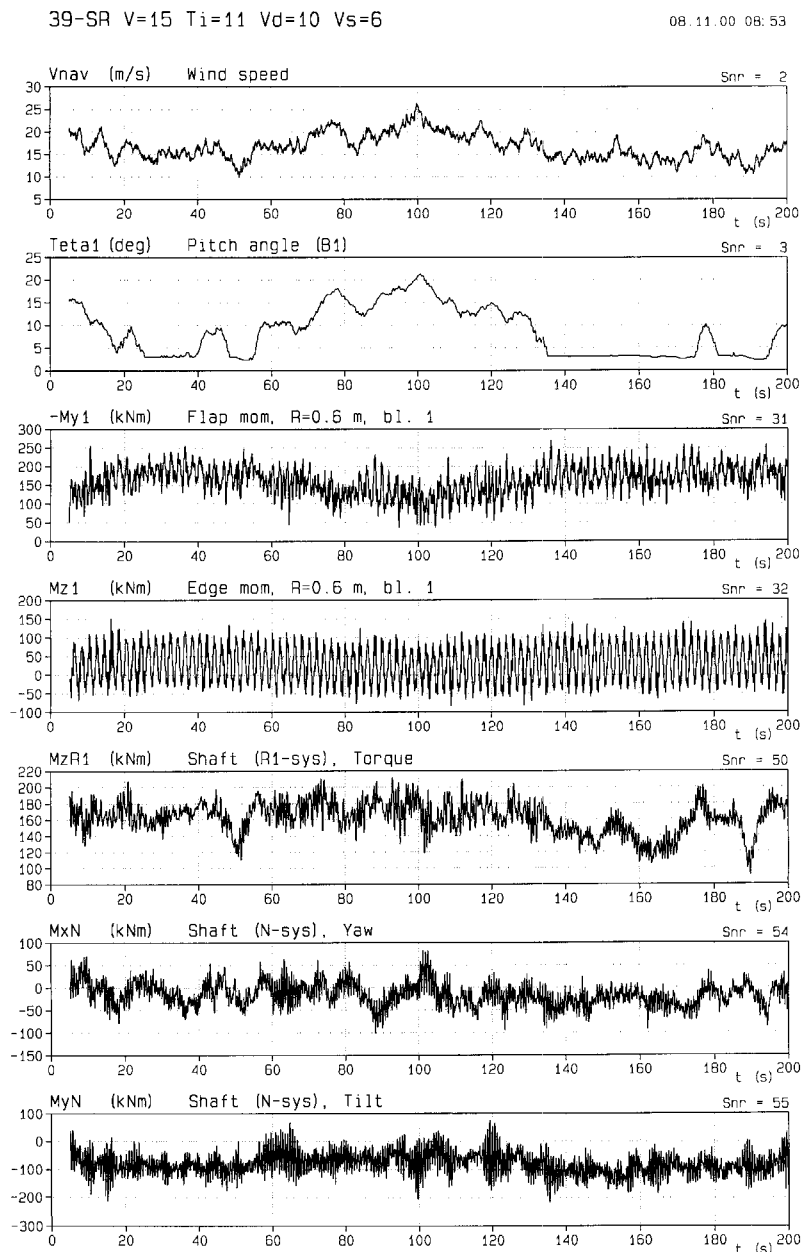 39-SR V=15 Ti=11 Vd=10 Vs=6 08.11.00 08:53
Vnav (m/s) Wind speed Snr = 2
30
25
20
15
10
5
0 20 40 60 80 100 120 140 160 180 200
t (s)
Teta1 (deg) Pitch angle (B1) Snr = 3
25
20
15
10
5
0
0 20 40 60 80 100 120 140 160 180 200
t (s)
-My1 (kNm) Flap mom, R=0.6 m, bl. 1 Snr = 31
300
250
200
150
100
50
0
0 20 40 60 80 100 120 140 160 180 200
t (s)
Mz1 (kNm) Edge mom, R=0.6 m, bl. 1 Snr = 32
200
150
100
50
0
-50
-100
0 20 40 60 80 100 120 140 160 180 200
t (s)
MzR1 (kNm) Shaft (R1-sys), Torque Snr = 50
220
200
180
160
140
120
100
80
0 20 40 60 80 100 120 140 160 180 200
t (s)
MxN (kNm) Shaft (N-sys), Yaw Snr = 54
100
50
0
-50
-100
-150
0 20 40 60 80 100 120 140 160 180 200
t (s)
MyN (kNm) Shaft (N-sys), Tilt Snr = 55
100
0
-100
-200
-300
0 20 40 60 80 100 120 140 160 180 200
t (s)